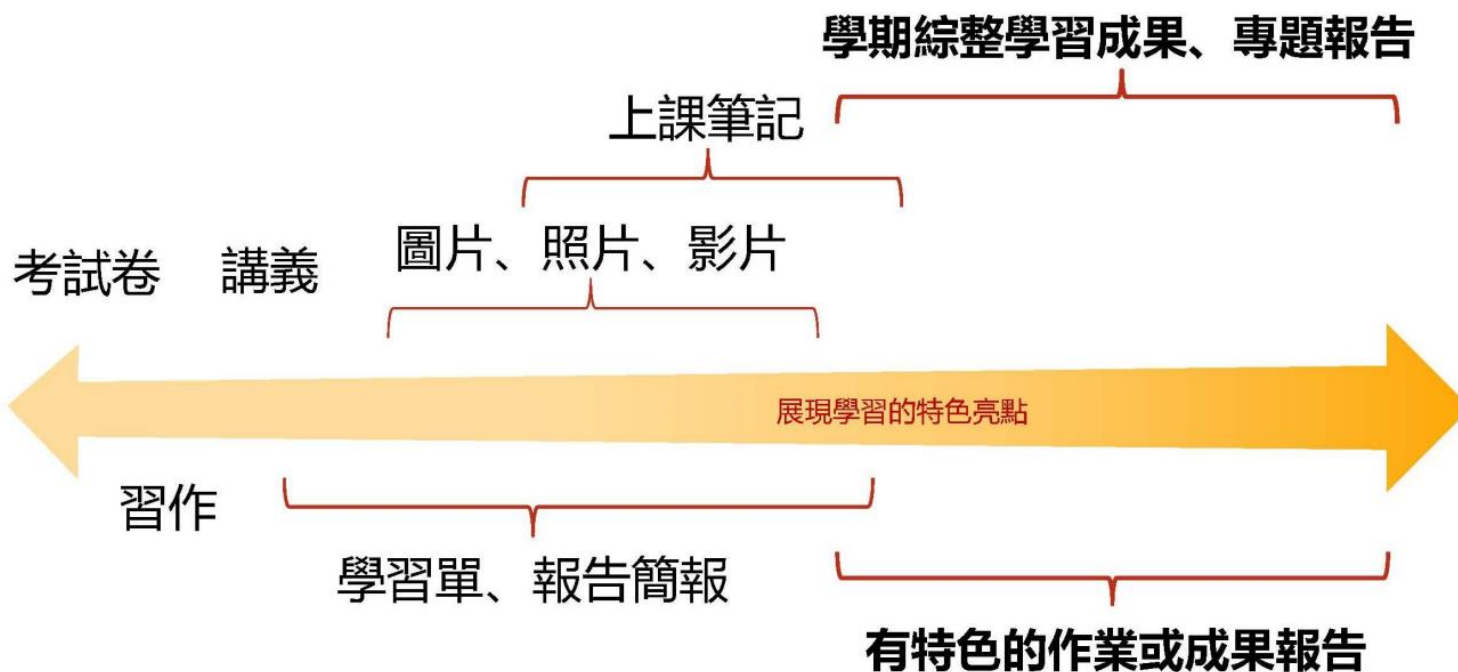 學期綜整學習成果、專題報告
上課筆記
圖片、照片、影片
考試卷
講義
展現學習的特色亮點
習作
學習單、報告簡報
有特色的作業或成果報告